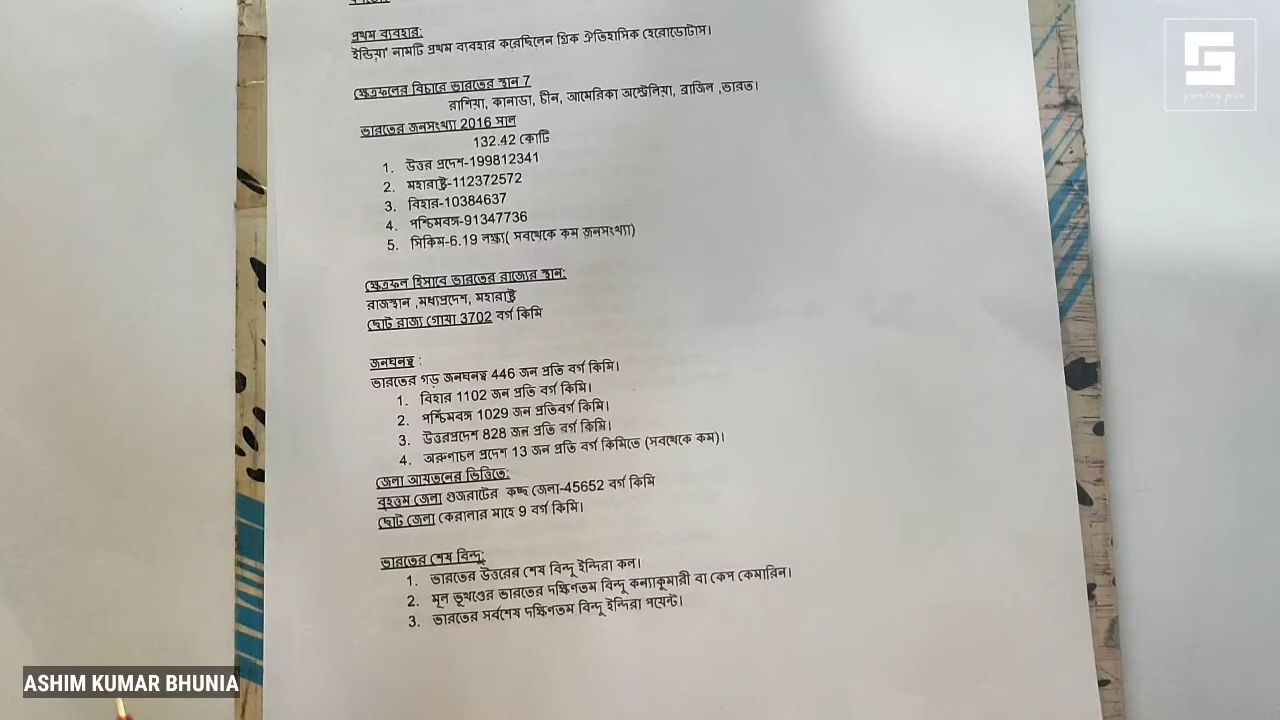 প্রথম ব্যবহার:
ইন্ডিয়া' নামটি প্রথম ব্যবহার করেছিলেন গ্রিক ঐতিহাসিক হেরোডোটাস।
ক্ষেত্রফলের বিচারে ভারতের স্থান 7
রাশিয়া, কানাডা, চীন, আমেরিকা অস্ট্রেলিয়া, ব্রাজিল ,ভারত।
ভারতের জনসংখ্যা 2016 সাল
132.42 কোটি
1. উত্তর প্রদেশ-199812341
2. মহারাষ্ট্র-112372572
3. বিহার-10384637
4. পশ্চিমবঙ্গ-91347736
5. সিকিম-6.19 লক্ষ্য( সবথেকে কম জনসংখ্যা)
ক্ষেত্রফল হিসাবে ভারতের রাজ্যের স্থান:
রাজস্থান ,মধ্যপ্রদেশ, মহারাষ্ট্র
ছোট রাজ্য গোয়া 3702 বর্গ কিমি
জনঘনত্ব :
ভারতের গড় জনঘনত্ব 446 জন প্রতি বর্গ কিমি।
1. বিহার 1102 জন প্রতি বর্গ কিমি।
2. পশ্চিমবঙ্গ 1029 জন প্রতিবর্গ কিমি।
3. উত্তরপ্রদেশ 828 জন প্রতি বর্গ কিমি।
4. অরুনাচল প্রদেশ 13 জন প্রতি বর্গ কিমিতে (সবথেকে কম)।
জেলা আয়তনের ভিত্তিতে:
বৃহত্তম জেলা গুজরাটের কচ্ছ জেলা-45652 বর্গ কিমি
ছোট জেলা কেরালার মাহে 9 বর্গ কিমি।
ভারতের শেষ বিন্দু:
1. ভারতের উত্তরের শেষ বিন্দু ইন্দিরা কল।
2. মূল ভূখণ্ডের ভারতের দক্ষিণতম বিন্দু কন্যাকুমারী বা কেপ কেমারিন।
3. ভারতের সর্বশেষ দক্ষিণতম বিন্দু ইন্দিরা পয়েন্ট।
ASHIM KUMAR BHUNIA